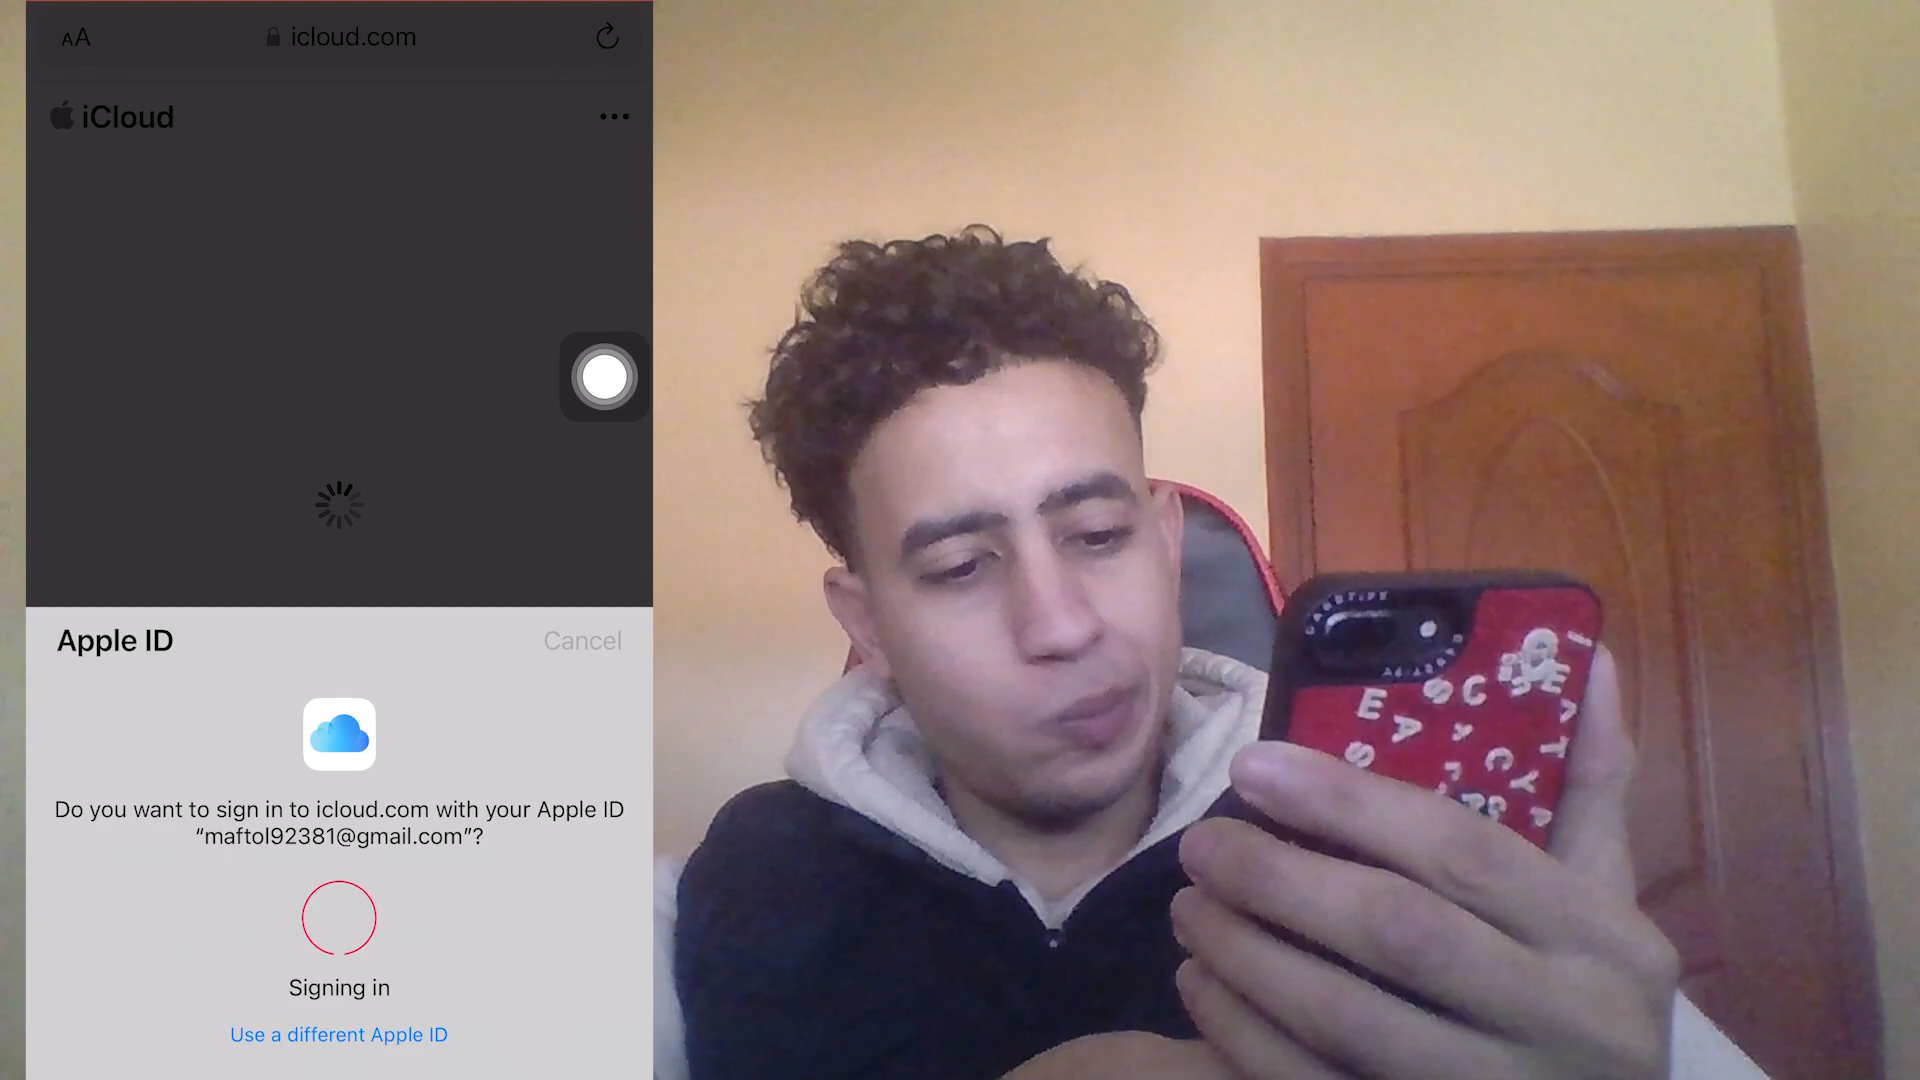 AA
icloud.com
iCloud
Apple ID
Cancel
Do you want to sign in to icloud.com with your Apple ID
“maftol92381@gmail.com”?
Signing in
Use a different Apple ID
CASETIFY